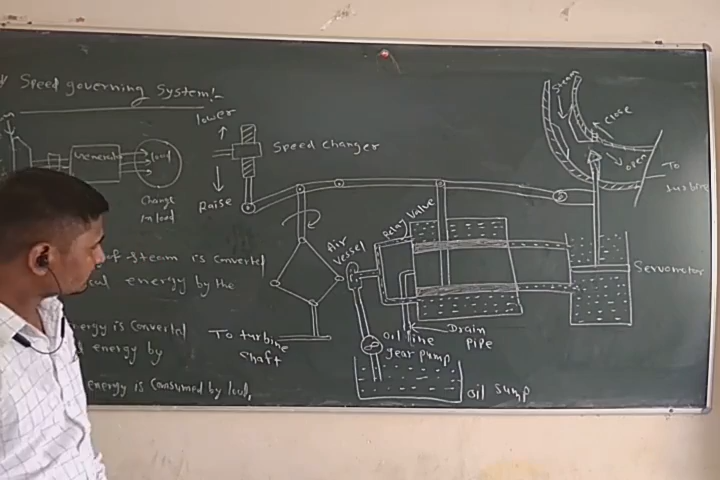 Speed governing System:-
lower
Speed changer
Raise
Generator
load
Change
In load
of steam is converted
energy by the
energy is converted
energy by
energy is consumed by load,
To turbine
shaft
Air
vessel
Relay valve
Oil line
gear pump
Drain
pipe
Oil sump
Servomotor
Steam
close
open
To
turbine